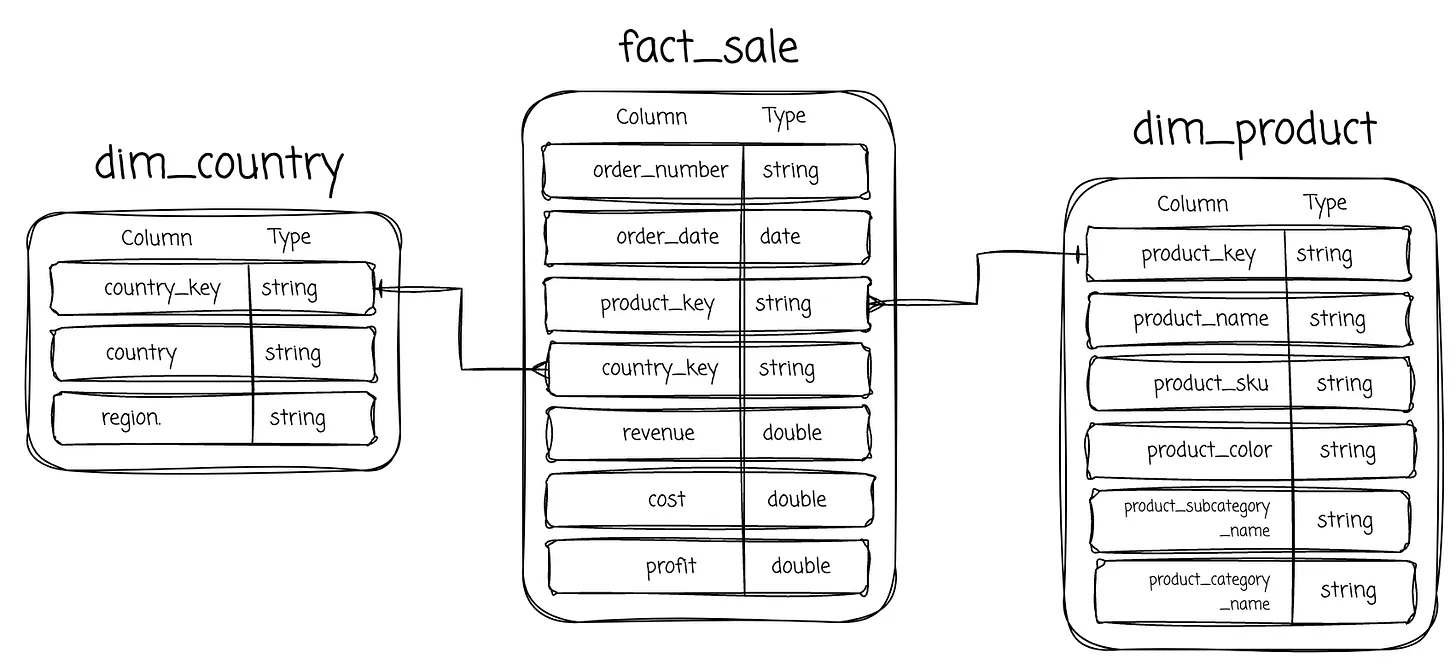 dim_country
Column Type
country_key string
country string
region. string
fact_sale
Column Type
order_number string
order_date date
product_key string
country_key string
revenue double
cost double
profit double
dim_product
Column Type
product_key string
product_name string
product_sku string
product_color string
product_subcategory
_name string
product_category
_name string